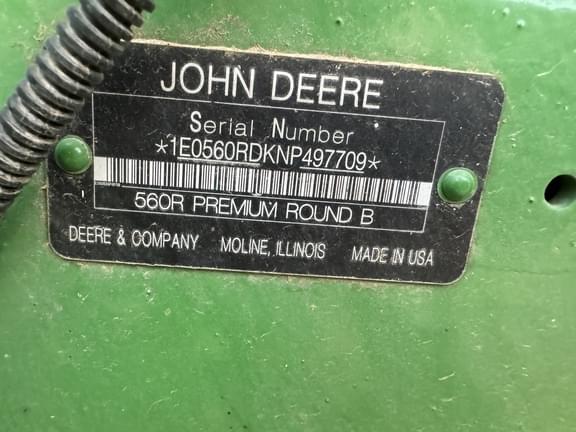 JOHN DEERE
Serial Number
*1E0560RDKNP497709*
560R PREMIUM ROUND B
DEERE & COMPANY MOLINE, ILLINOIS MADE IN USA